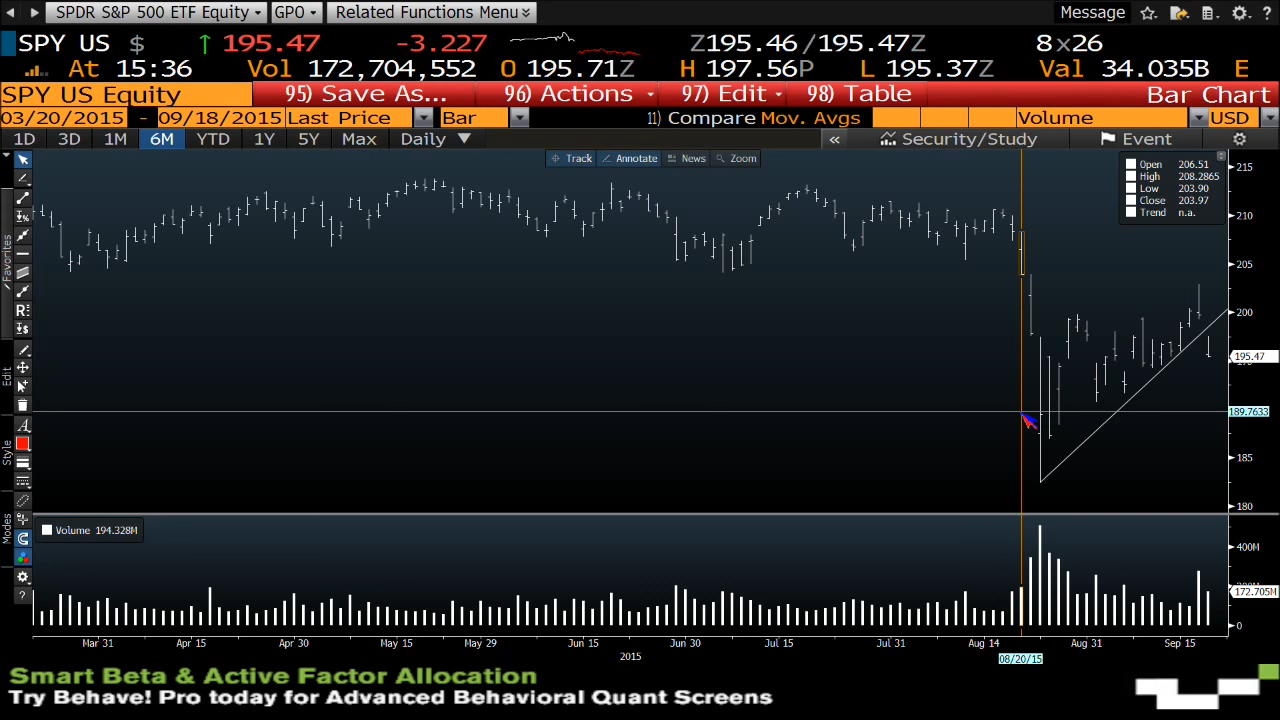 SPDR S&P 500 ETF Equity GPO Related Functions Menu Message ?
SPY US $ 195.47 -3.227 Z195.46 /195.47Z 8x26
At 15:36 Vol 172,704,552 O 195.71Z H 197.56P L 195.37Z Val 34.035B E
SPY US Equity 95) Save As... 96) Actions 97) Edit 98) Table Bar Chart
03/20/2015 - 09/18/2015 Last Price Bar 11) Compare Mov. Avgs Volume USD
1D 3D 1M 6M YTD 1Y 5Y Max Daily « Security/Study Event
Track Annotate News Zoom
Open 206.51
High 208.2865
Low 203.90
Close 203.97
Trend n.a.
Favorites
Edit
Style
Modes
215
210
205
200
195.47
189.7633
185
180
Volume 194.328M
400M
172.705M
0
Mar 31 Apr 15 Apr 30 May 15 May 29 Jun 15 Jun 30 Jul 15 Jul 31 Aug 14 Aug 31 Sep 15
2015 08/20/15
Smart Beta & Active Factor Allocation
Try Behave! Pro today for Advanced Behavioral Quant Screens